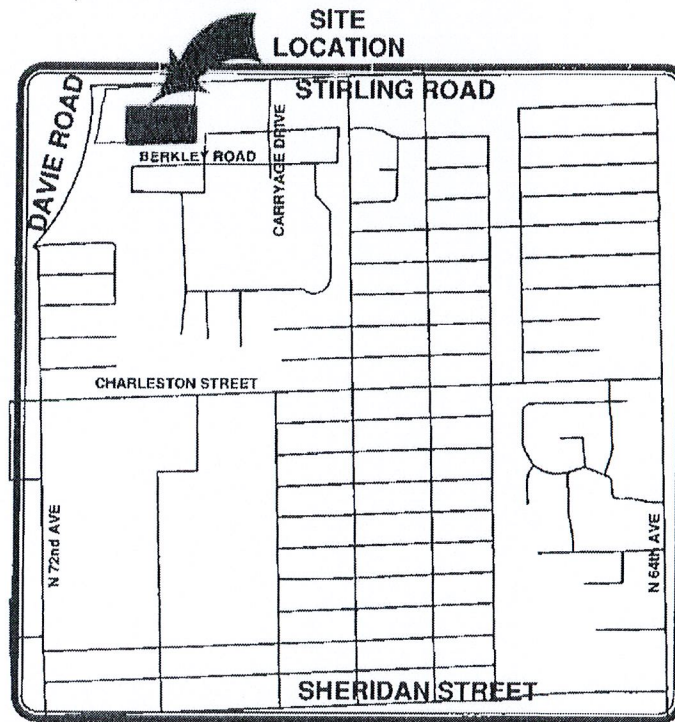 SITE
LOCATION
STIRLING ROAD
DAVIE ROAD
BERKLEY ROAD
CARRYAGE DRIVE
CHARLESTON STREET
N 72nd AVE
N 64th AVE
SHERIDAN STREET